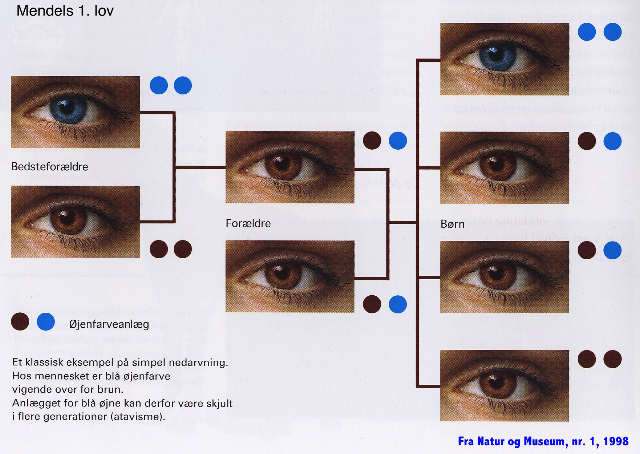 Mendels 1. lov
Bedsteforældre
Forældre
Børn
Øjenfarveanlæg
Et klassisk eksempel på simpel nedarvning.
Hos mennesket er blå øjenfarve
vigende over for brun.
Anlægget for blå øjne kan derfor være skjult
i flere generationer (atavisme).
Fra Natur og Museum, nr. 1, 1998